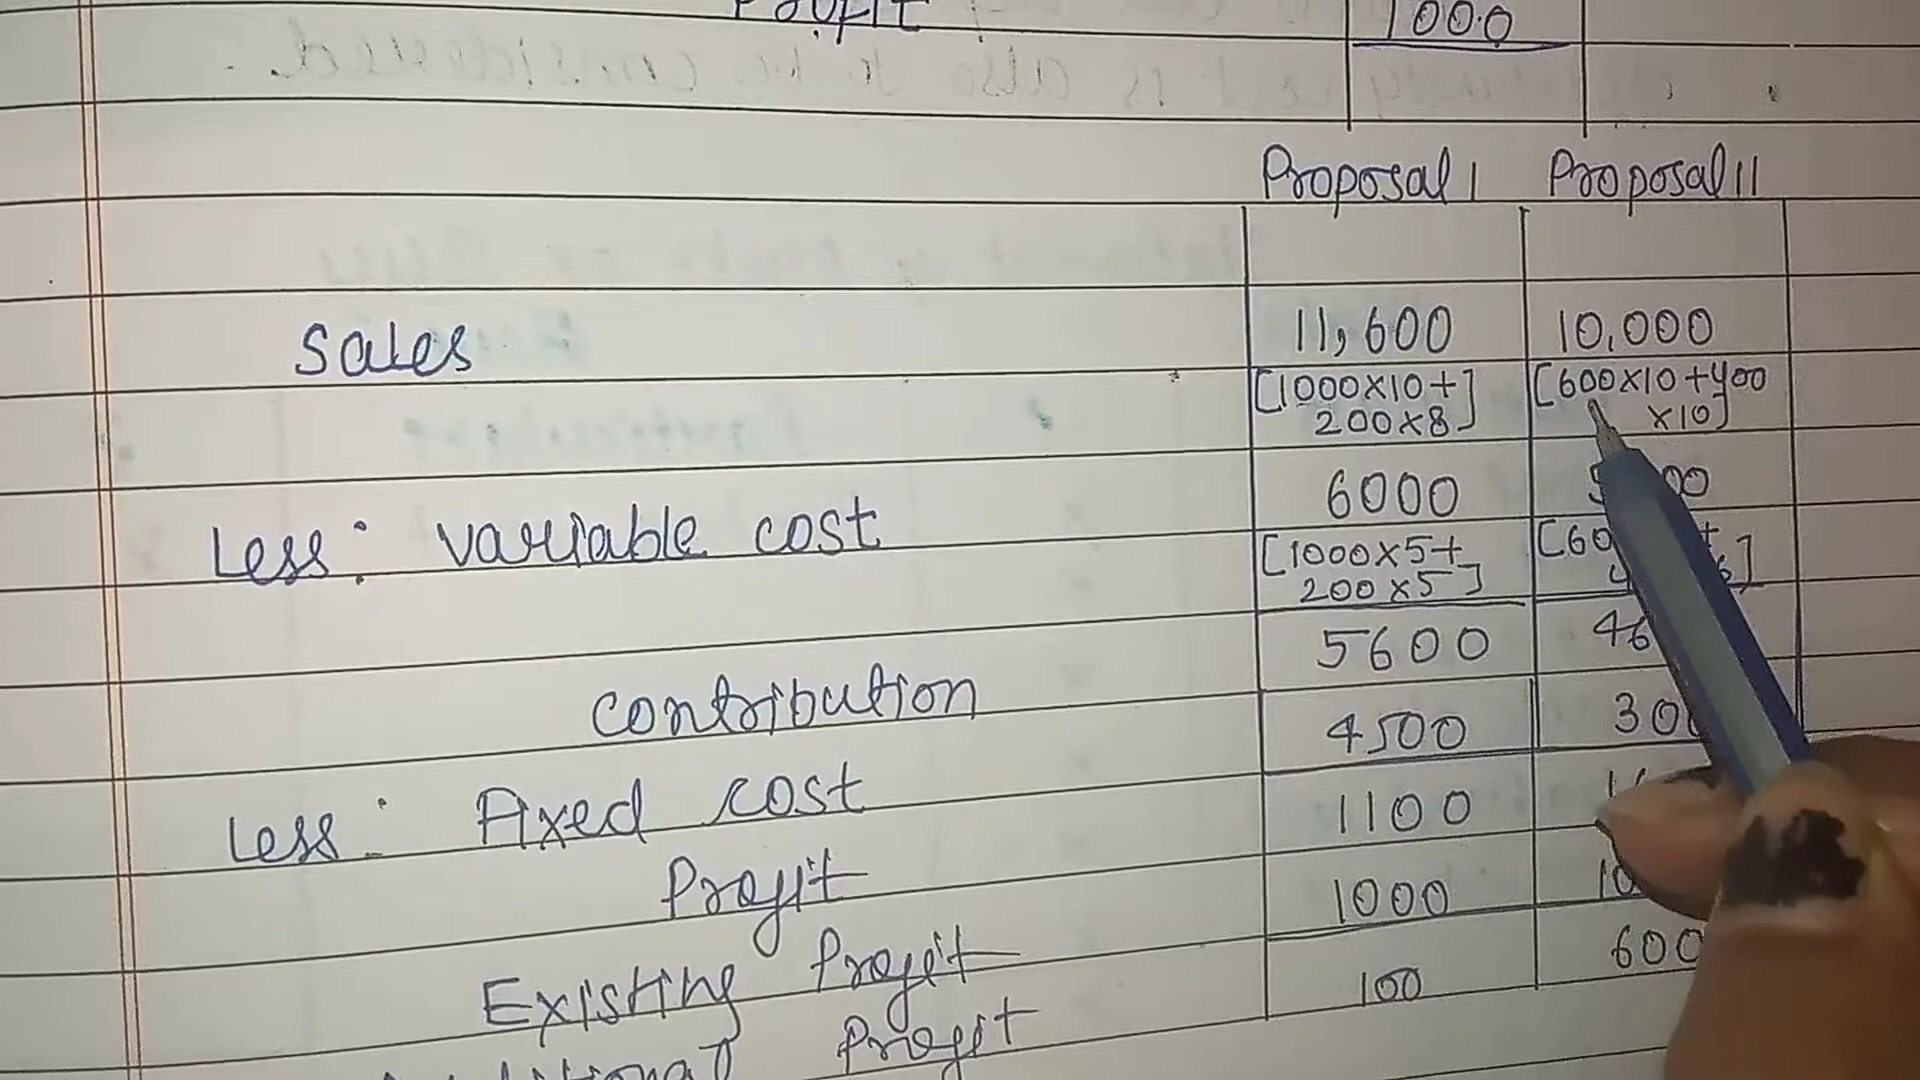 Profit 1000
Proposal I Proposal II
Sales 11,600 10,000
[1000×10+ [600×10+400
200×8] ×10]
Less: variable cost 6000
[1000×5+
200×5]
contribution 5600
Less: Fixed cost 4500
Profit 1100
Existing Profit 1000
Profit 100 600